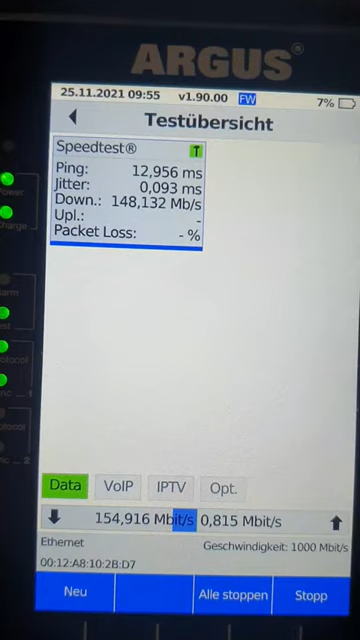 ARGUS®
25.11.2021 09:55 v1.90.00 FW 7%
Testübersicht
Speedtest® T
Ping: 12,956 ms
Jitter: 0,093 ms
Down.: 148,132 Mb/s
Upl.: -
Packet Loss: - %
Power
Charge
Data VoIP IPTV Opt.
154,916 Mbit/s 0,815 Mbit/s
Ethernet Geschwindigkeit: 1000 Mbit/s
00:12:A8:10:2B:D7
Neu Alle stoppen Stopp